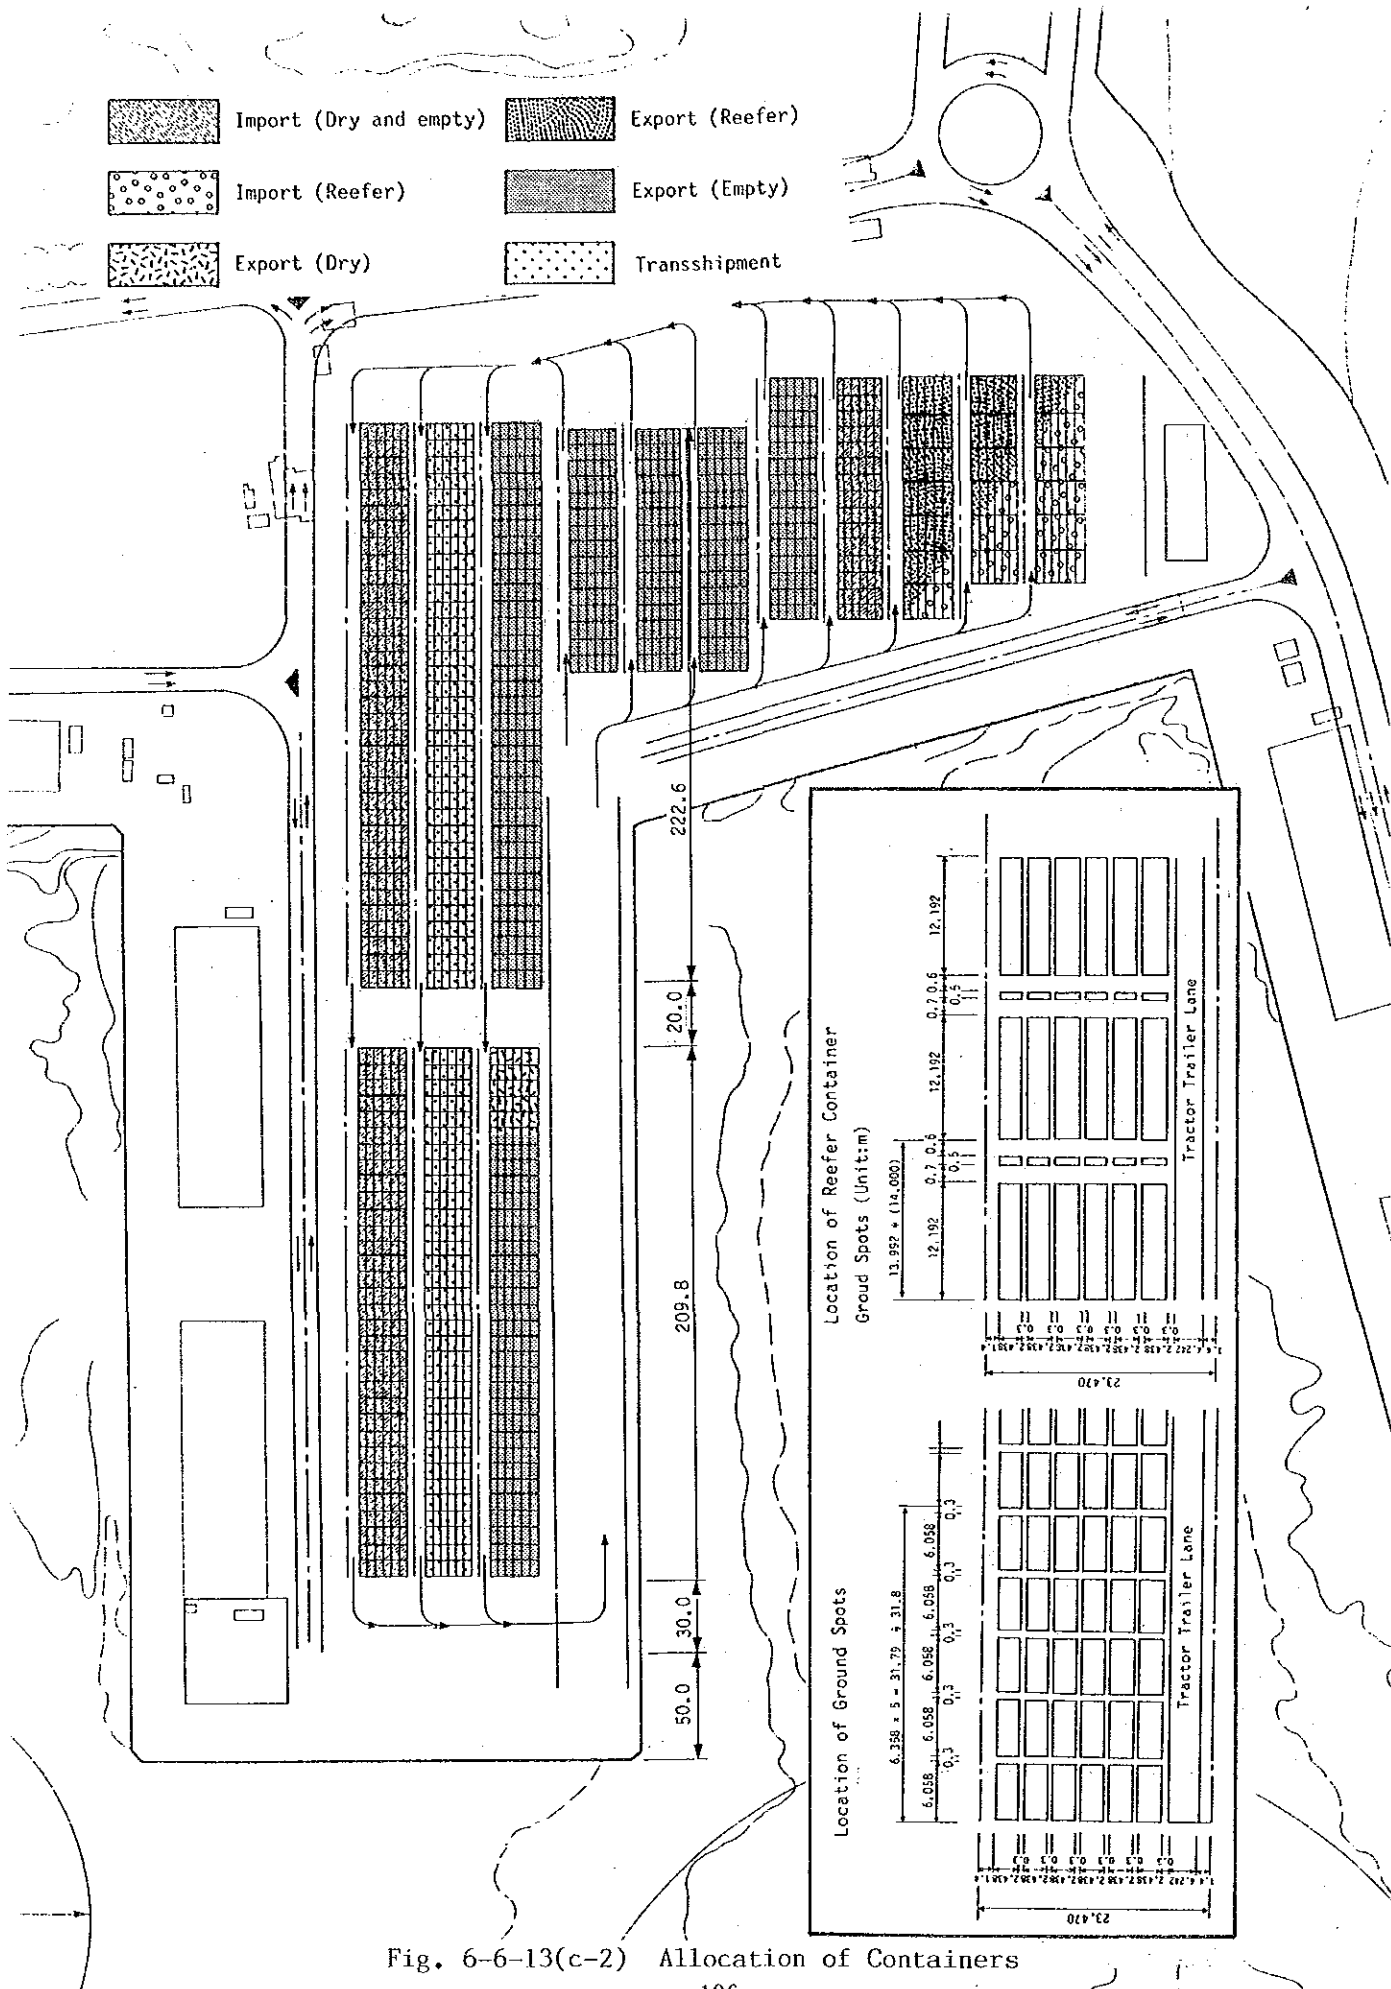 Import (Dry and empty)
Export (Reefer)
Import (Reefer)
Export (Empty)
Export (Dry)
Transshipment
222.6
20.0
209.8
30.0
50.0
Location of Reefer Container
Groud Spots (Unit:m)
13.992 ÷ (14.000)
12.192
0.7
0.6
0.5
12.192
0.7
0.6
0.5
12.192
Tractor Trailer Lane
23.470
Location of Ground Spots
6.358 × 5 = 31.79 ÷ 31.8
6.058
0.3
6.058
0.3
6.058
0.3
6.058
0.3
6.058
0.3
Tractor Trailer Lane
23.470
Fig. 6-6-13(c-2) Allocation of Containers